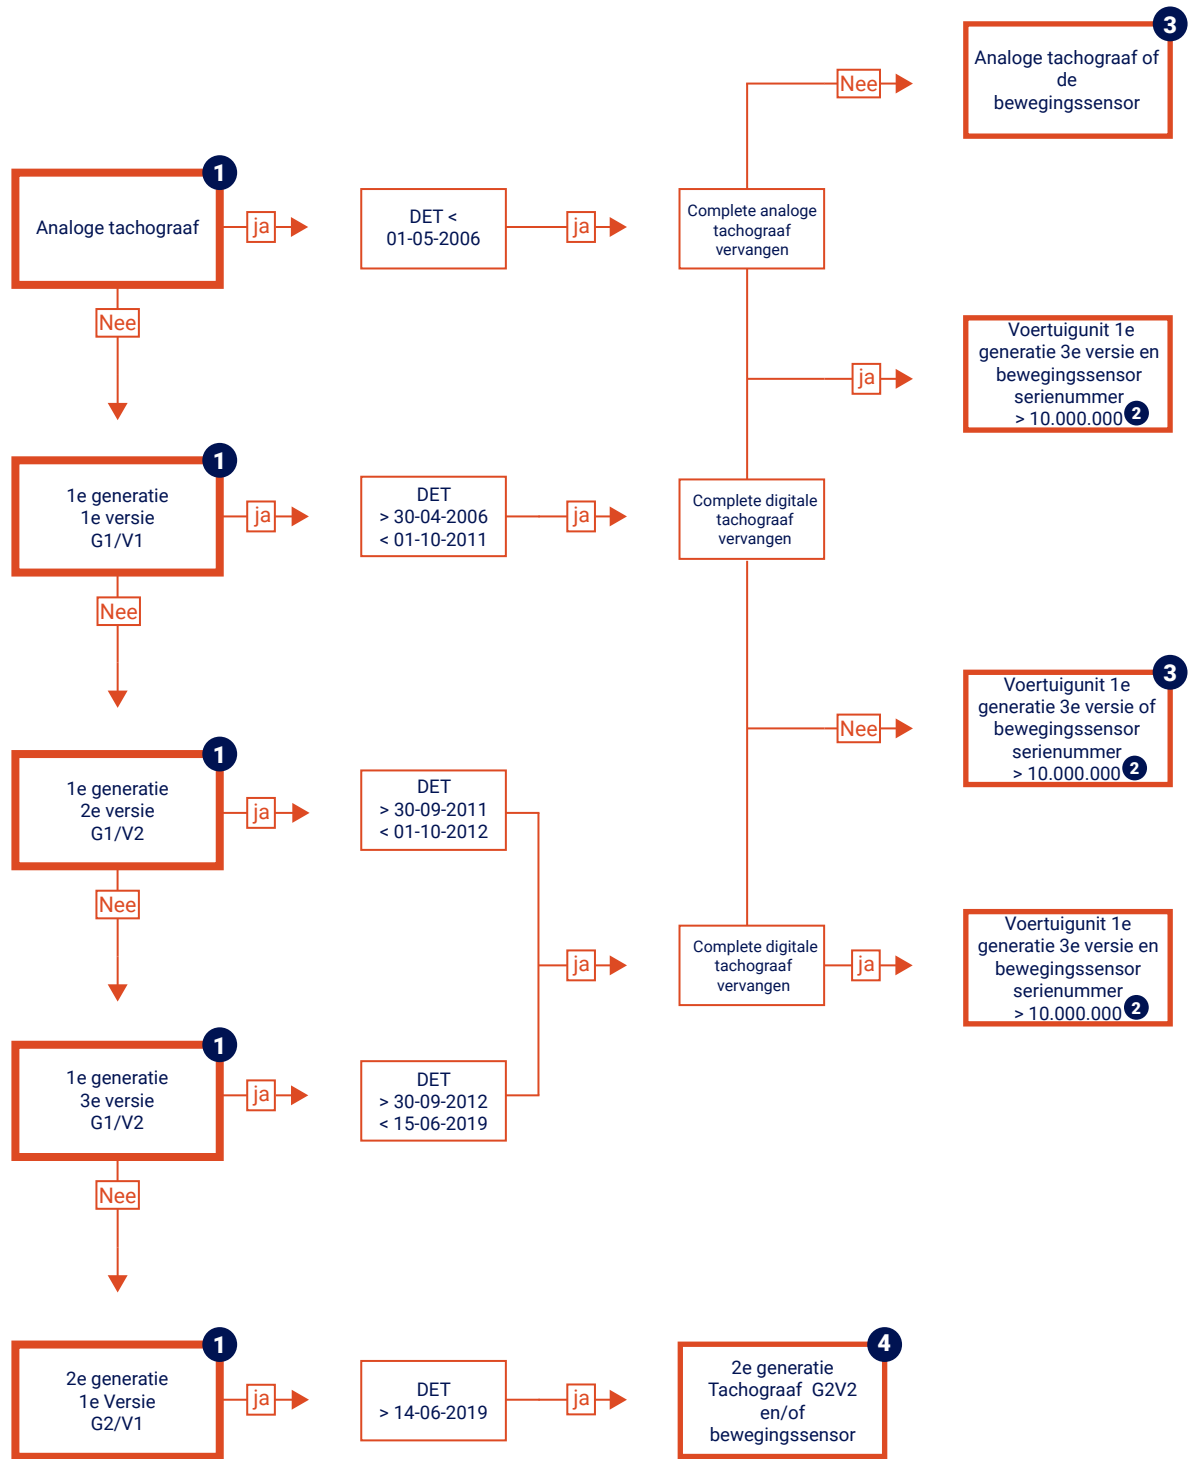 3
Nee
Analoge tachograaf of
de
bewegingssensor
1
Analoge tachograaf
ja
DET <
01-05-2006
ja
Complete analoge
tachograaf
vervangen
Nee
Voertuigunit 1e
generatie 3e versie en
bewegingssensor
serienummer
> 10.000.000 2
ja
1
1e generatie
1e versie
G1/V1
ja
DET
> 30-04-2006
< 01-10-2011
ja
Complete digitale
tachograaf
vervangen
Nee
3
Voertuigunit 1e
generatie 3e versie of
bewegingssensor
serienummer
> 10.000.000 2
Nee
1
1e generatie
2e versie
G1/V2
ja
DET
> 30-09-2011
< 01-10-2012
Nee
ja
Complete digitale
tachograaf
vervangen
ja
Voertuigunit 1e
generatie 3e versie en
bewegingssensor
serienummer
> 10.000.000 2
1
1e generatie
3e versie
G1/V2
ja
DET
> 30-09-2012
< 15-06-2019
Nee
1
2e generatie
1e Versie
G2/V1
ja
DET
> 14-06-2019
ja
4
2e generatie
Tachograaf G2V2
en/of
bewegingssensor